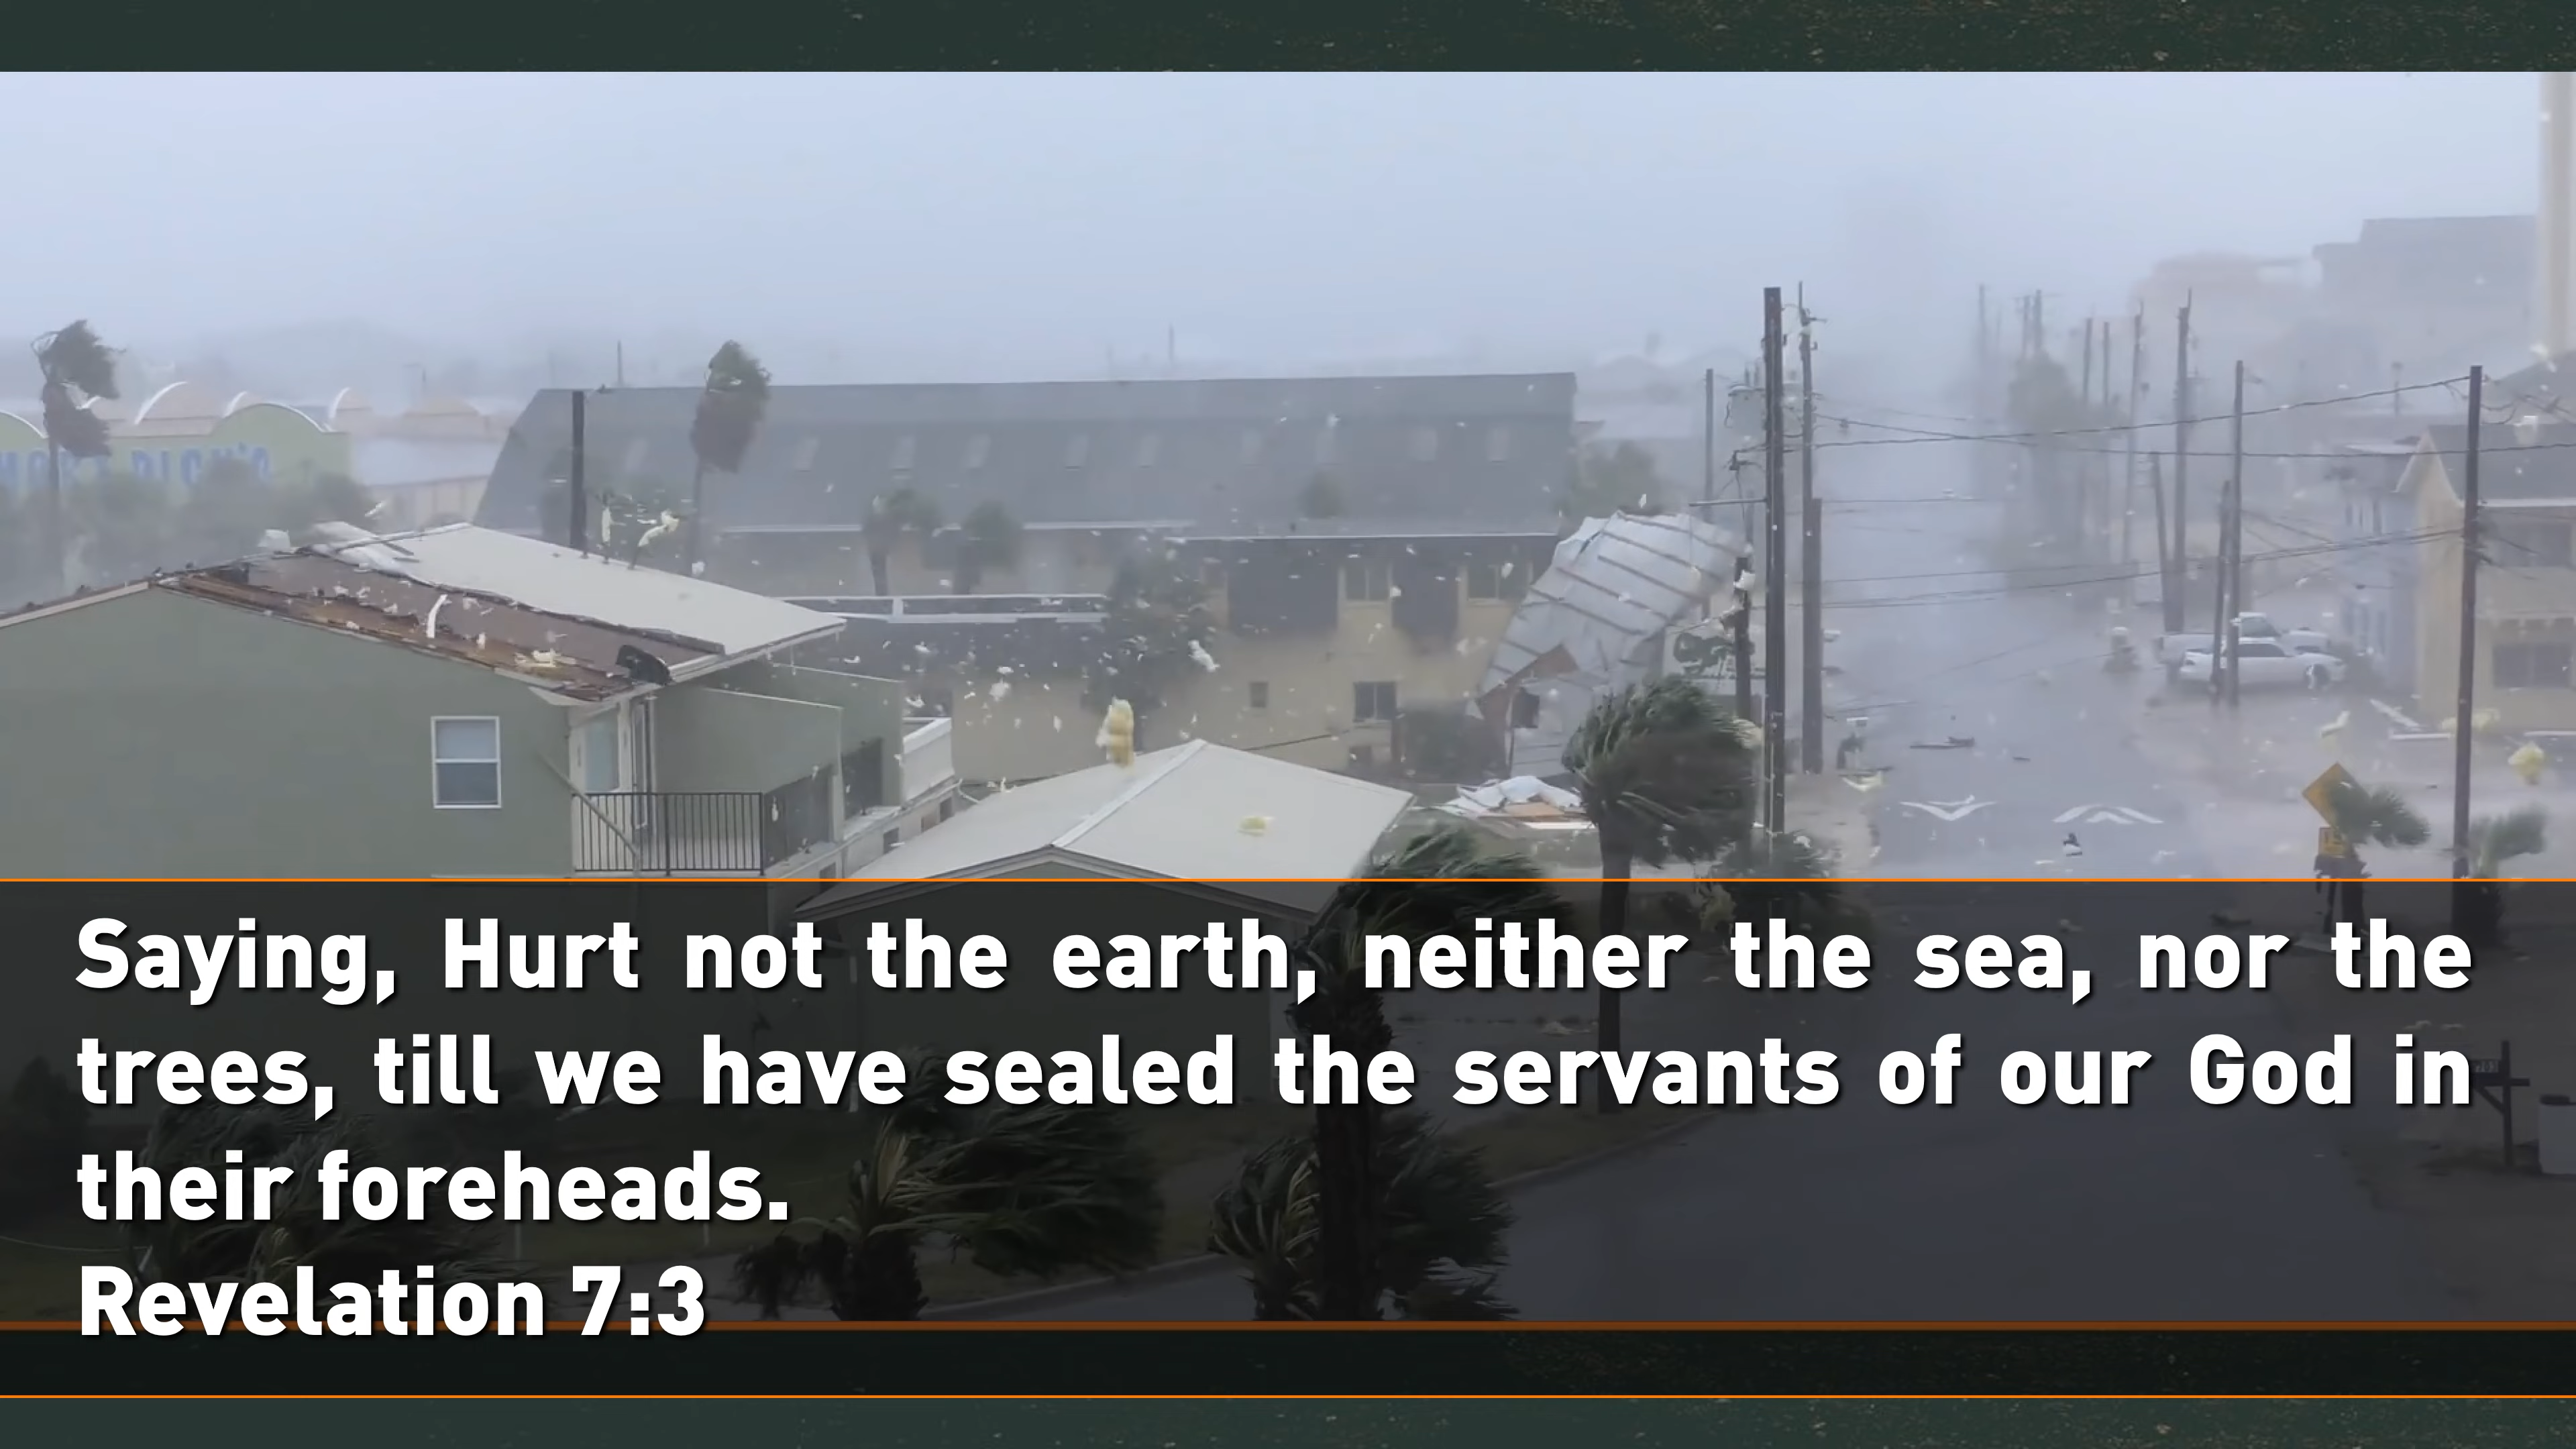 Saying, Hurt not the earth, neither the sea, nor the
trees, till we have sealed the servants of our God in
their foreheads.
Revelation 7:3